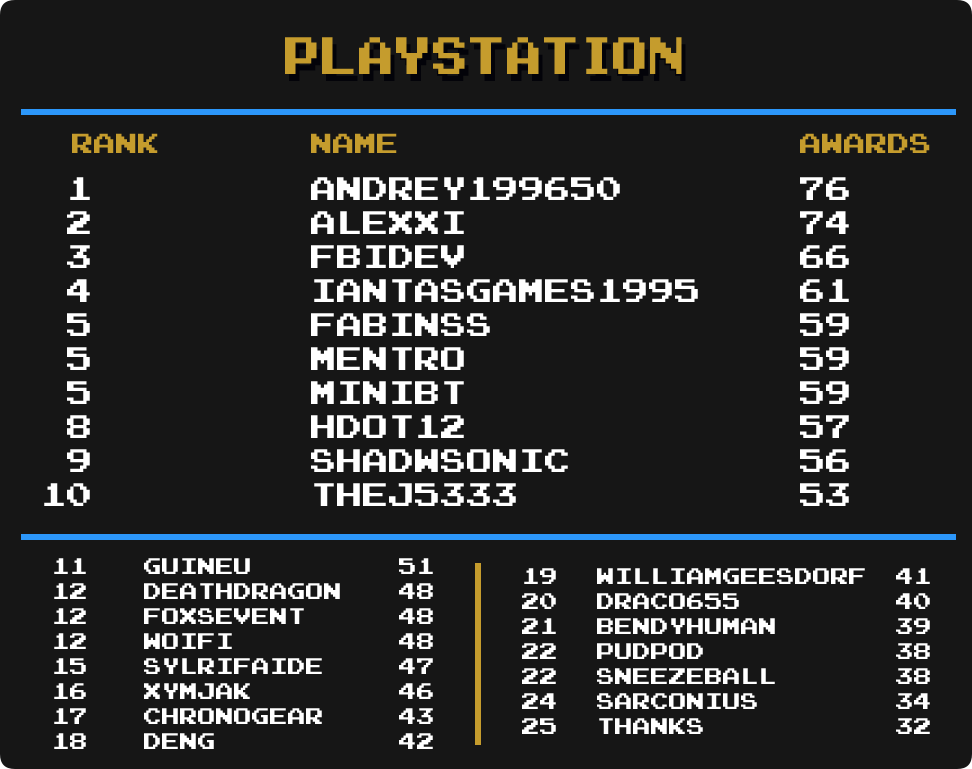 PLAYSTATION
RANK NAME AWARDS
1 ANDREY199650 76
2 ALEXXI 74
3 FBIDEV 66
4 IANTASGAMES1995 61
5 FABINSS 59
5 MENTRO 59
5 MINIBT 59
8 HDOT12 57
9 SHADWSONIC 56
10 THEJ5333 53
11 GUINEU 51
12 DEATHDRAGON 48
12 FOXSEVENT 48
12 WOIFI 48
15 SYLRIFAIDE 47
16 XYMJAK 46
17 CHRONOGEAR 43
18 DENG 42
19 WILLIAMGEESDORF 41
20 DRACO655 40
21 BENDYHUMAN 39
22 PUDPOD 38
22 SNEEZEBALL 38
24 SARCONIUS 34
25 THANKS 32